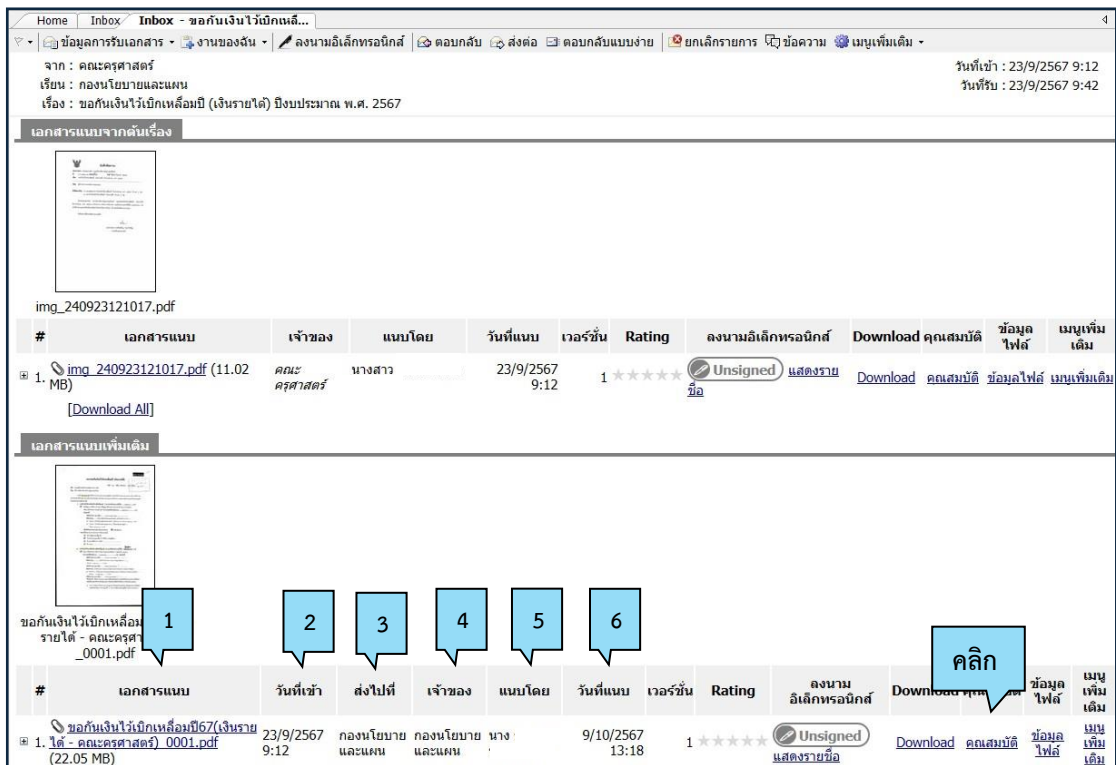 Home Inbox Inbox - ขอกันเงินไว้เบิกเหลื...
ข้อมูลการรับเอกสาร งานของฉัน ลงนามอิเล็กทรอนิกส์ ตอบกลับ ส่งต่อ ตอบกลับแบบง่าย ยกเลิกรายการ ข้อความ เมนูเพิ่มเติม
จาก : คณะครุศาสตร์ วันที่เข้า : 23/9/2567 9:12
เรียน : กองนโยบายและแผน วันที่รับ : 23/9/2567 9:42
เรื่อง : ขอกันเงินไว้เบิกเหลื่อมปี (เงินรายได้) ปีงบประมาณ พ.ศ. 2567
เอกสารแนบจากต้นเรื่อง
img_240923121017.pdf
# เอกสารแนบ เจ้าของ แนบโดย วันที่แนบ เวอร์ชั่น Rating ลงนามอิเล็กทรอนิกส์ Download คุณสมบัติ ข้อมูลไฟล์ เมนูเพิ่มเติม
1. img_240923121017.pdf (11.02 MB) คณะครุศาสตร์ นางสาว 23/9/2567 9:12 1 Unsigned แสดงรายชื่อ Download คุณสมบัติ ข้อมูลไฟล์ เมนูเพิ่มเติม
[Download All]
เอกสารแนบเพิ่มเติม
ขอกันเงินไว้เบิกเหลื่อม
รายได้ - คณะครุศา
_0001.pdf
1 2 3 4 5 6 คลิก
# เอกสารแนบ วันที่เข้า ส่งไปที่ เจ้าของ แนบโดย วันที่แนบ เวอร์ชั่น Rating ลงนามอิเล็กทรอนิกส์ Download คุณสมบัติ ข้อมูลไฟล์ เมนูเพิ่มเติม
1. ขอกันเงินไว้เบิกเหลื่อมปี67(เงินรายได้ - คณะครุศาสตร์)_0001.pdf (22.05 MB) 23/9/2567 9:12 กองนโยบายและแผน กองนโยบายและแผน นาง 9/10/2567 13:18 1 Unsigned แสดงรายชื่อ Download คุณสมบัติ ข้อมูลไฟล์ เมนูเพิ่มเติม